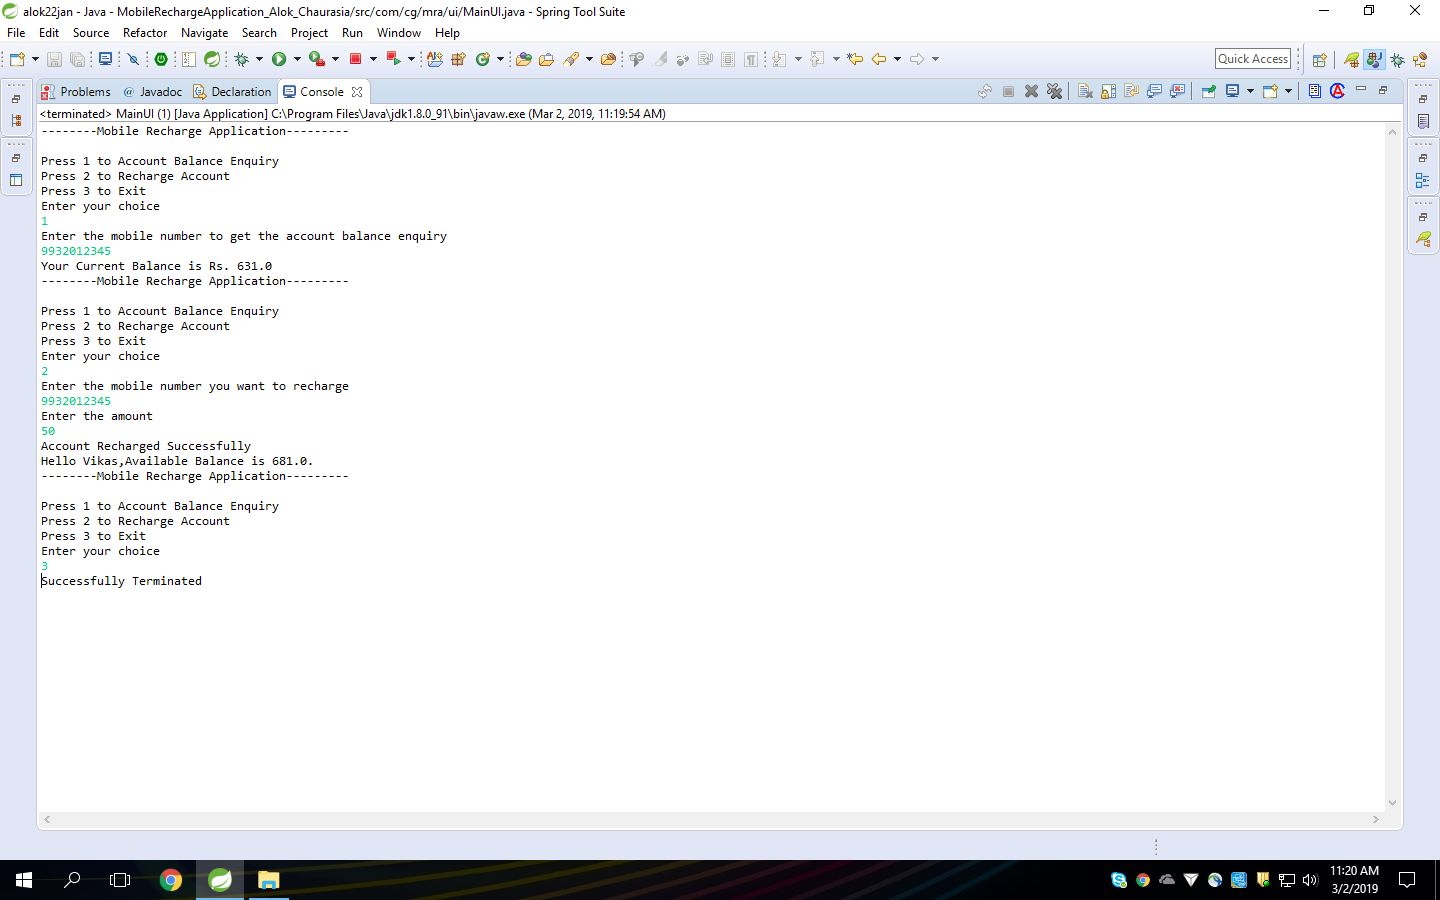 alok22jan - Java - MobileRechargeApplication_Alok_Chaurasia/src/com/cg/mra/ui/MainUI.java - Spring Tool Suite
File Edit Source Refactor Navigate Search Project Run Window Help
Quick Access
Problems @ Javadoc Declaration Console
<terminated> MainUI (1) [Java Application] C:\Program Files\Java\jdk1.8.0_91\bin\javaw.exe (Mar 2, 2019, 11:19:54 AM)
--------Mobile Recharge Application---------
Press 1 to Account Balance Enquiry
Press 2 to Recharge Account
Press 3 to Exit
Enter your choice
1
Enter the mobile number to get the account balance enquiry
9932012345
Your Current Balance is Rs. 631.0
--------Mobile Recharge Application---------
Press 1 to Account Balance Enquiry
Press 2 to Recharge Account
Press 3 to Exit
Enter your choice
2
Enter the mobile number you want to recharge
9932012345
Enter the amount
50
Account Recharged Successfully
Hello Vikas,Available Balance is 681.0.
--------Mobile Recharge Application---------
Press 1 to Account Balance Enquiry
Press 2 to Recharge Account
Press 3 to Exit
Enter your choice
3
Successfully Terminated
11:20 AM
3/2/2019